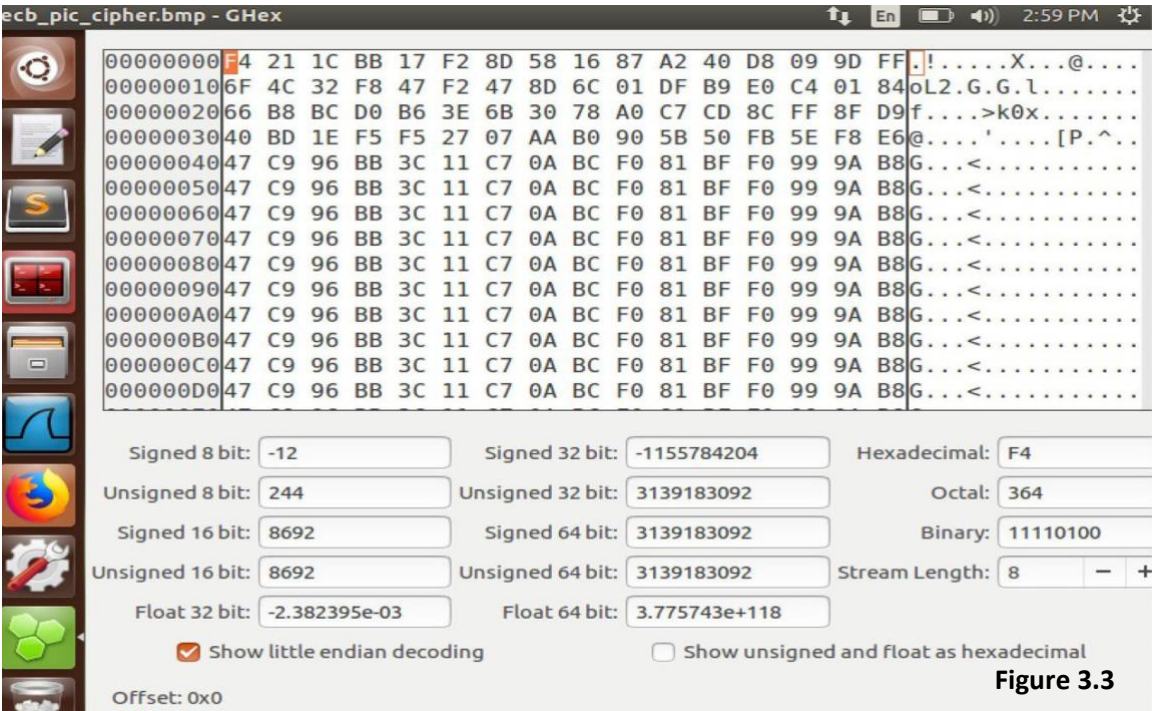 ecb_pic_cipher.bmp - GHex En 2:59 PM
00000000 F4 21 1C BB 17 F2 8D 58 16 87 A2 40 D8 09 9D FF .!.....X...@....
00000010 6F 4C 32 F8 47 F2 47 8D 6C 01 DF B9 E0 C4 01 84 oL2.G.G.l.......
00000020 66 B8 BC D0 B6 3E 6B 30 78 A0 C7 CD 8C FF 8F D9 f....>k0x.......
00000030 40 BD 1E F5 F5 27 07 AA B0 90 5B 50 FB 5E F8 E6 @....'....[P.^..
00000040 47 C9 96 BB 3C 11 C7 0A BC F0 81 BF F0 99 9A B8 G...<...........
00000050 47 C9 96 BB 3C 11 C7 0A BC F0 81 BF F0 99 9A B8 G...<...........
00000060 47 C9 96 BB 3C 11 C7 0A BC F0 81 BF F0 99 9A B8 G...<...........
00000070 47 C9 96 BB 3C 11 C7 0A BC F0 81 BF F0 99 9A B8 G...<...........
00000080 47 C9 96 BB 3C 11 C7 0A BC F0 81 BF F0 99 9A B8 G...<...........
00000090 47 C9 96 BB 3C 11 C7 0A BC F0 81 BF F0 99 9A B8 G...<...........
000000A0 47 C9 96 BB 3C 11 C7 0A BC F0 81 BF F0 99 9A B8 G...<...........
000000B0 47 C9 96 BB 3C 11 C7 0A BC F0 81 BF F0 99 9A B8 G...<...........
000000C0 47 C9 96 BB 3C 11 C7 0A BC F0 81 BF F0 99 9A B8 G...<...........
000000D0 47 C9 96 BB 3C 11 C7 0A BC F0 81 BF F0 99 9A B8 G...<...........
Signed 8 bit: -12 Signed 32 bit: -1155784204 Hexadecimal: F4
Unsigned 8 bit: 244 Unsigned 32 bit: 3139183092 Octal: 364
Signed 16 bit: 8692 Signed 64 bit: 3139183092 Binary: 11110100
Unsigned 16 bit: 8692 Unsigned 64 bit: 3139183092 Stream Length: 8 − +
Float 32 bit: -2.382395e-03 Float 64 bit: 3.775743e+118
Show little endian decoding Show unsigned and float as hexadecimal
Figure 3.3
Offset: 0x0